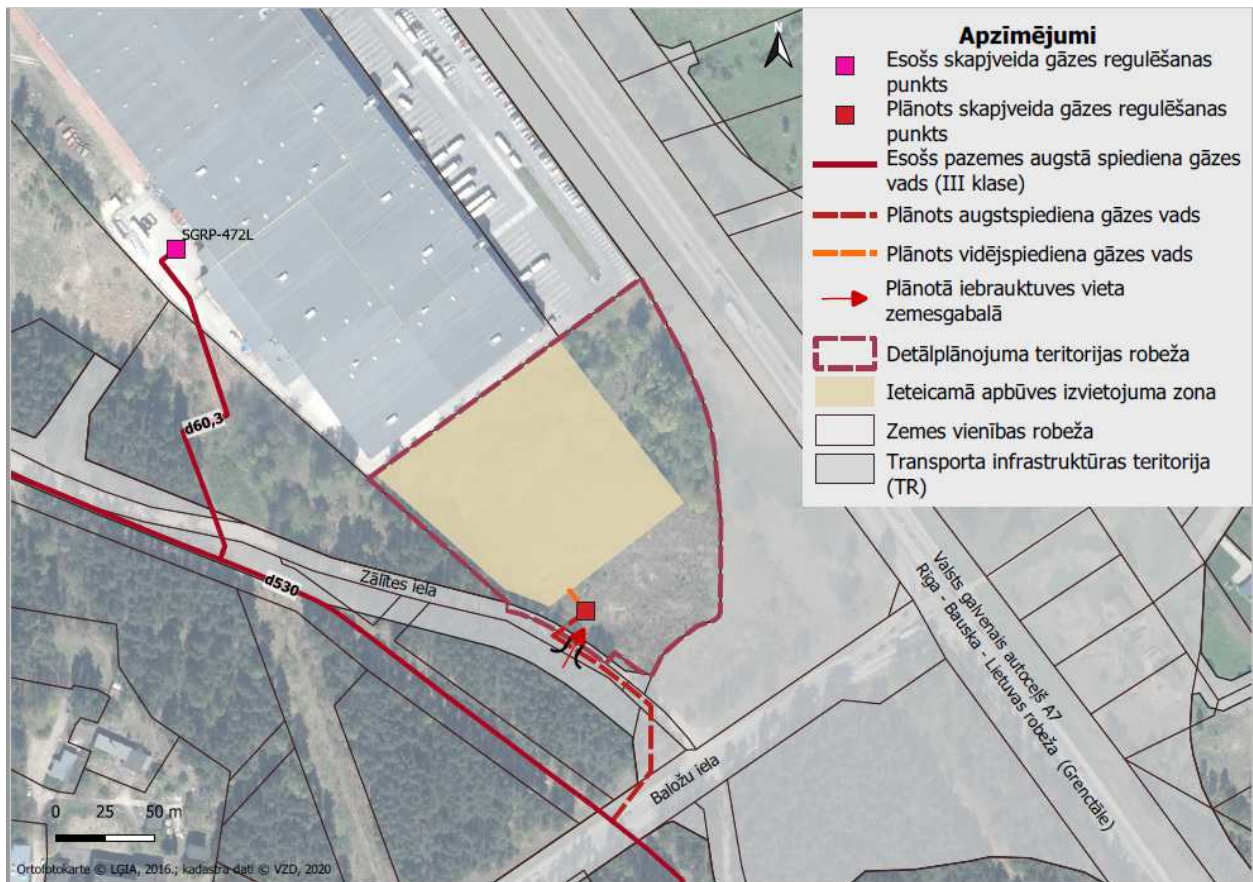 Apzīmējumi
Esošs skapjveida gāzes regulēšanas
punkts
Plānots skapjveida gāzes regulēšanas
punkts
Esošs pazemes augstā spiediena gāzes
vads (III klase)
Plānots augstspiediena gāzes vads
Plānots vidējspiediena gāzes vads
Plānotā iebrauktuves vieta
zemesgabalā
Detālplānojuma teritorijas robeža
Ieteicamā apbūves izvietojuma zona
Zemes vienības robeža
Transporta infrastruktūras teritorija
(TR)
N
SGRP-472L
d60,3
d530
Zālītes iela
Baložu iela
Valsts galvenais autoceļš A7
Rīga - Bauska - Lietuvas robeža (Grenctāle)
0 25 50 m
Ortofotokarte © LĢIA, 2016.; kadastra dati © VZD, 2020